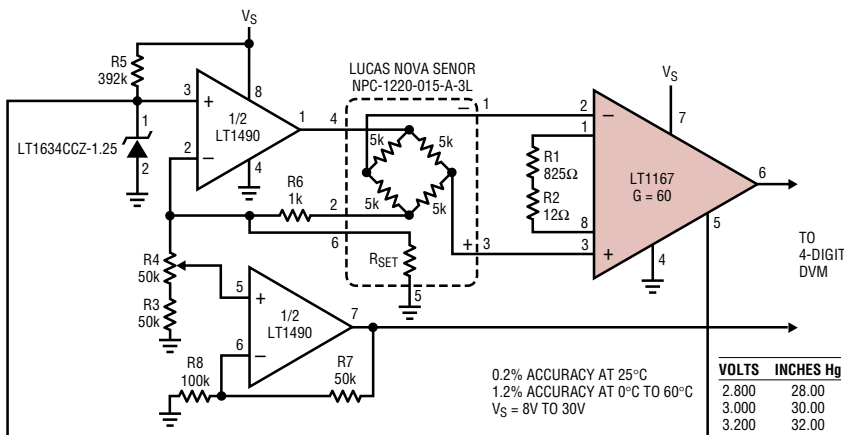 VS
R5
392k
LUCAS NOVA SENOR
NPC-1220-015-A-3L
VS
3
+
8
1
1/2
LT1490
1
4
− 1
2
−
7
5k
5k
1
LT1634CCZ-1.25
2
2
−
4
R1
825Ω
LT1167
G = 60
6
R6
1k
2
5k
5k
R2
12Ω
8
5
6
+ 3
3
+
4
TO
4-DIGIT
DVM
R4
50k
RSET
5
R3
50k
5
+
1/2
LT1490
7
6
−
R8
100k
R7
50k
0.2% ACCURACY AT 25°C
1.2% ACCURACY AT 0°C TO 60°C
VS = 8V TO 30V
VOLTS INCHES Hg
2.800 28.00
3.000 30.00
3.200 32.00